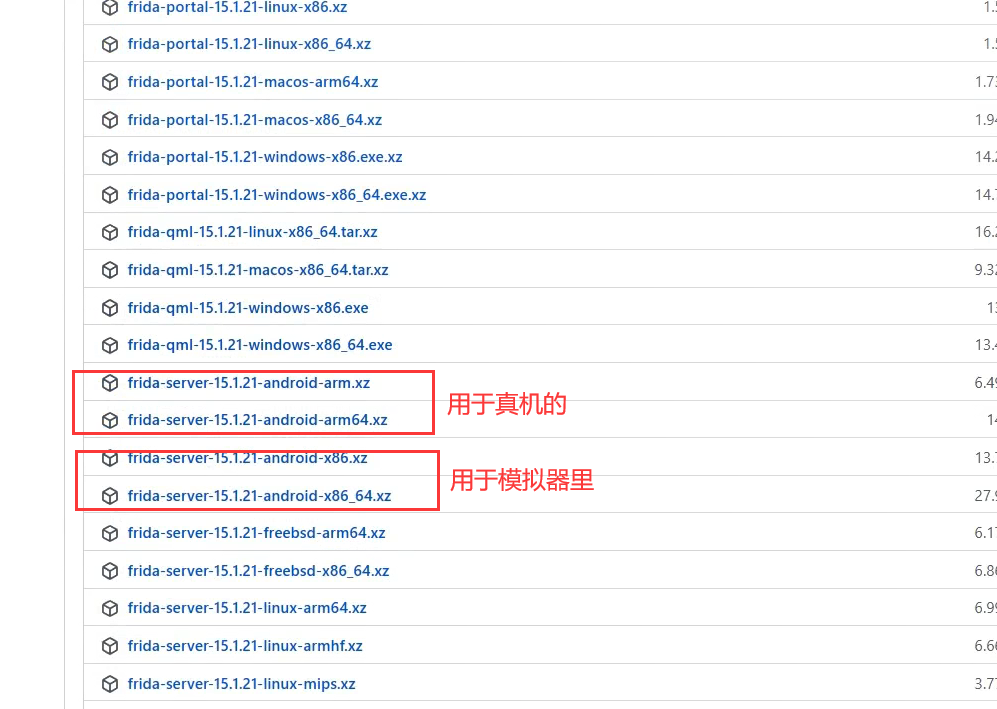 frida-portal-15.1.21-linux-x86.xz 1.5
frida-portal-15.1.21-linux-x86_64.xz 1.5
frida-portal-15.1.21-macos-arm64.xz 1.73
frida-portal-15.1.21-macos-x86_64.xz 1.94
frida-portal-15.1.21-windows-x86.exe.xz 14.2
frida-portal-15.1.21-windows-x86_64.exe.xz 14.7
frida-qml-15.1.21-linux-x86_64.tar.xz 16.2
frida-qml-15.1.21-macos-x86_64.tar.xz 9.32
frida-qml-15.1.21-windows-x86.exe 13
frida-qml-15.1.21-windows-x86_64.exe 13.4
frida-server-15.1.21-android-arm.xz 6.49
用于真机的
frida-server-15.1.21-android-arm64.xz 14
frida-server-15.1.21-android-x86.xz 13.7
用于模拟器里
frida-server-15.1.21-android-x86_64.xz 27.9
frida-server-15.1.21-freebsd-arm64.xz 6.17
frida-server-15.1.21-freebsd-x86_64.xz 6.86
frida-server-15.1.21-linux-arm64.xz 6.99
frida-server-15.1.21-linux-armhf.xz 6.66
frida-server-15.1.21-linux-mips.xz 3.77